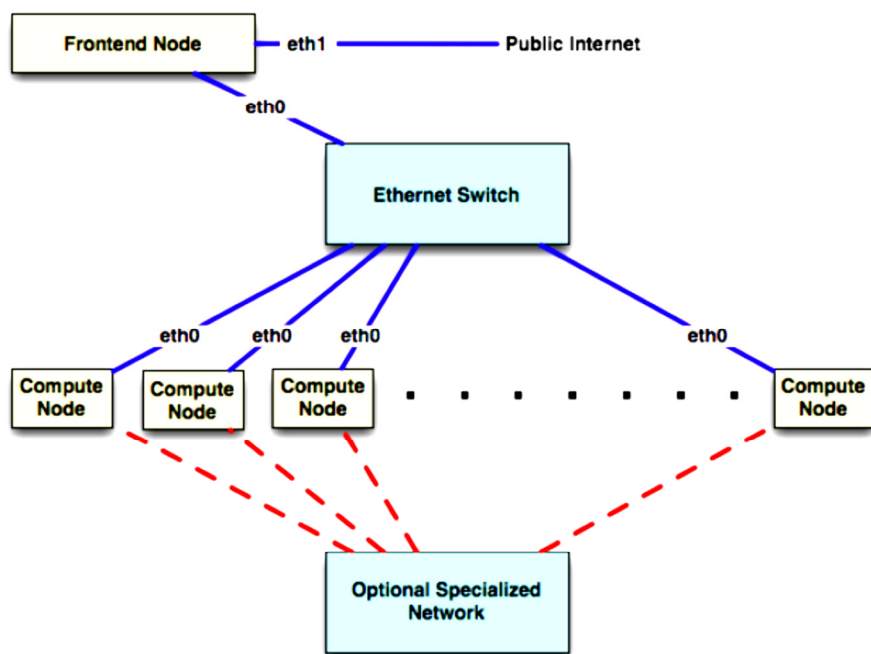 Frontend Node
eth1
Public Internet
eth0
Ethernet Switch
eth0
eth0
eth0
eth0
Compute
Node
Compute
Node
Compute
Node
Compute
Node
Optional Specialized
Network